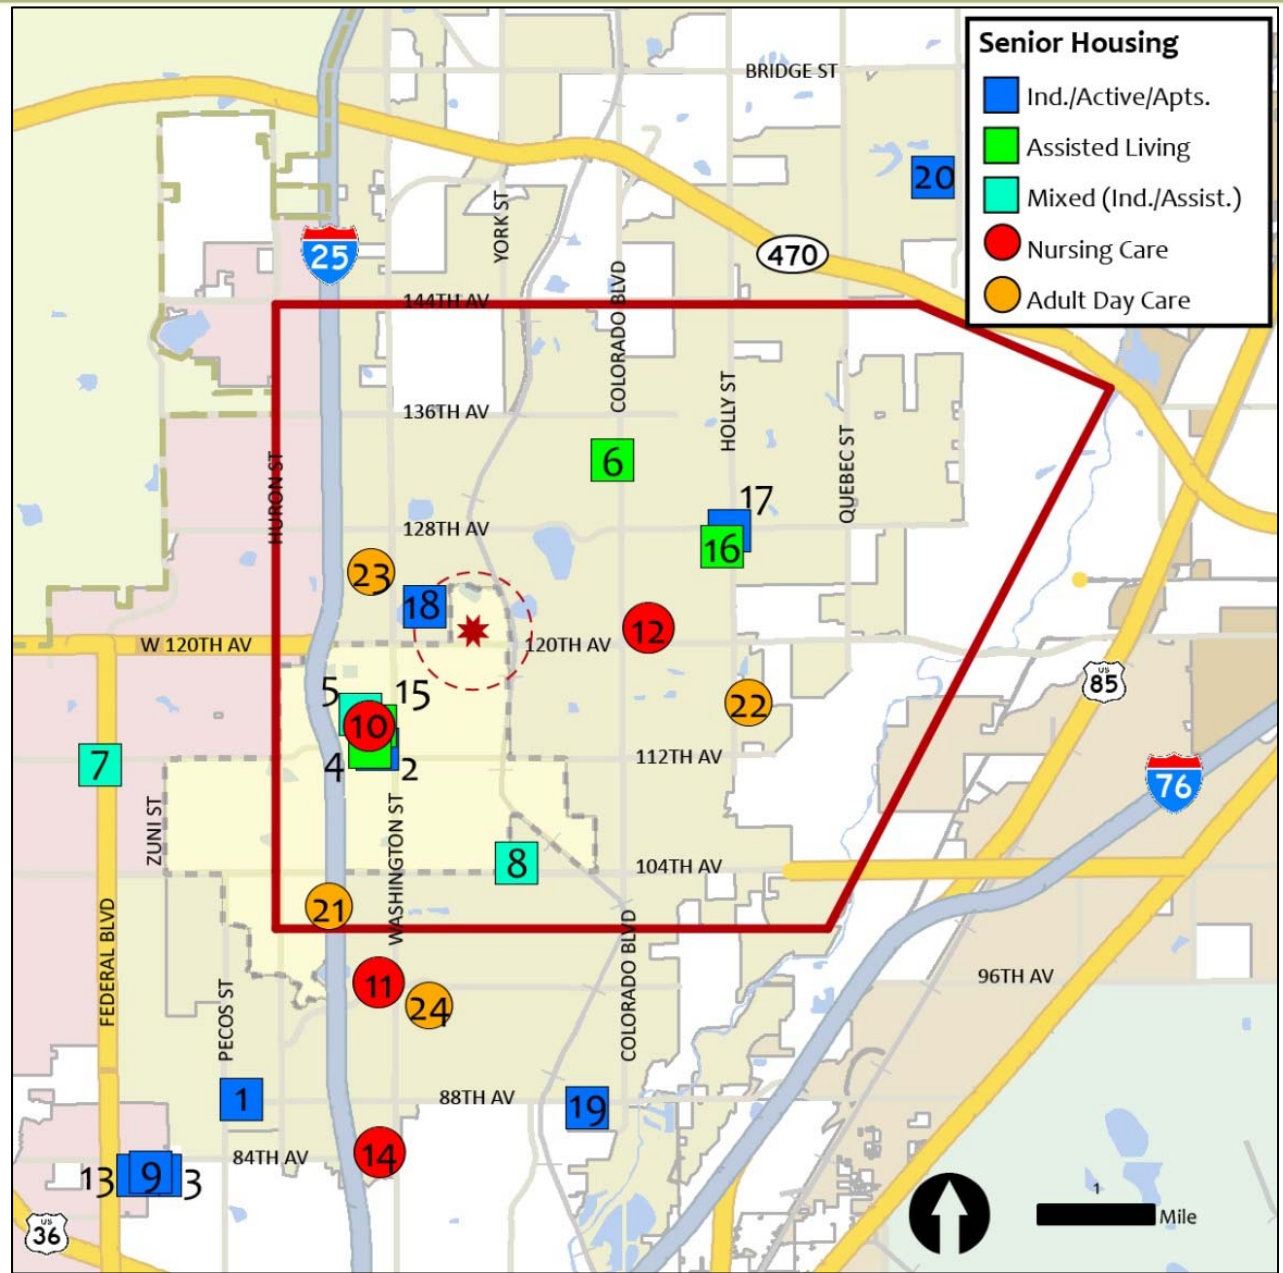 Senior Housing
Ind./Active/Apts.
Assisted Living
Mixed (Ind./Assist.)
Nursing Care
Adult Day Care
BRIDGE ST
20
YORK ST
25
470
144TH AV
COLORADO BLVD
HOLLY ST
136TH AV
QUEBEC ST
HURON ST
6
17
16
128TH AV
23
18
12
W 120TH AV
120TH AV
US
85
5
15
10
22
4
2
112TH AV
7
76
ZUNI ST
WASHINGTON ST
8
104TH AV
21
FEDERAL BLVD
COLORADO BLVD
11
24
96TH AV
PECOS ST
1
88TH AV
19
14
84TH AV
13
9
3
US
36
1
Mile